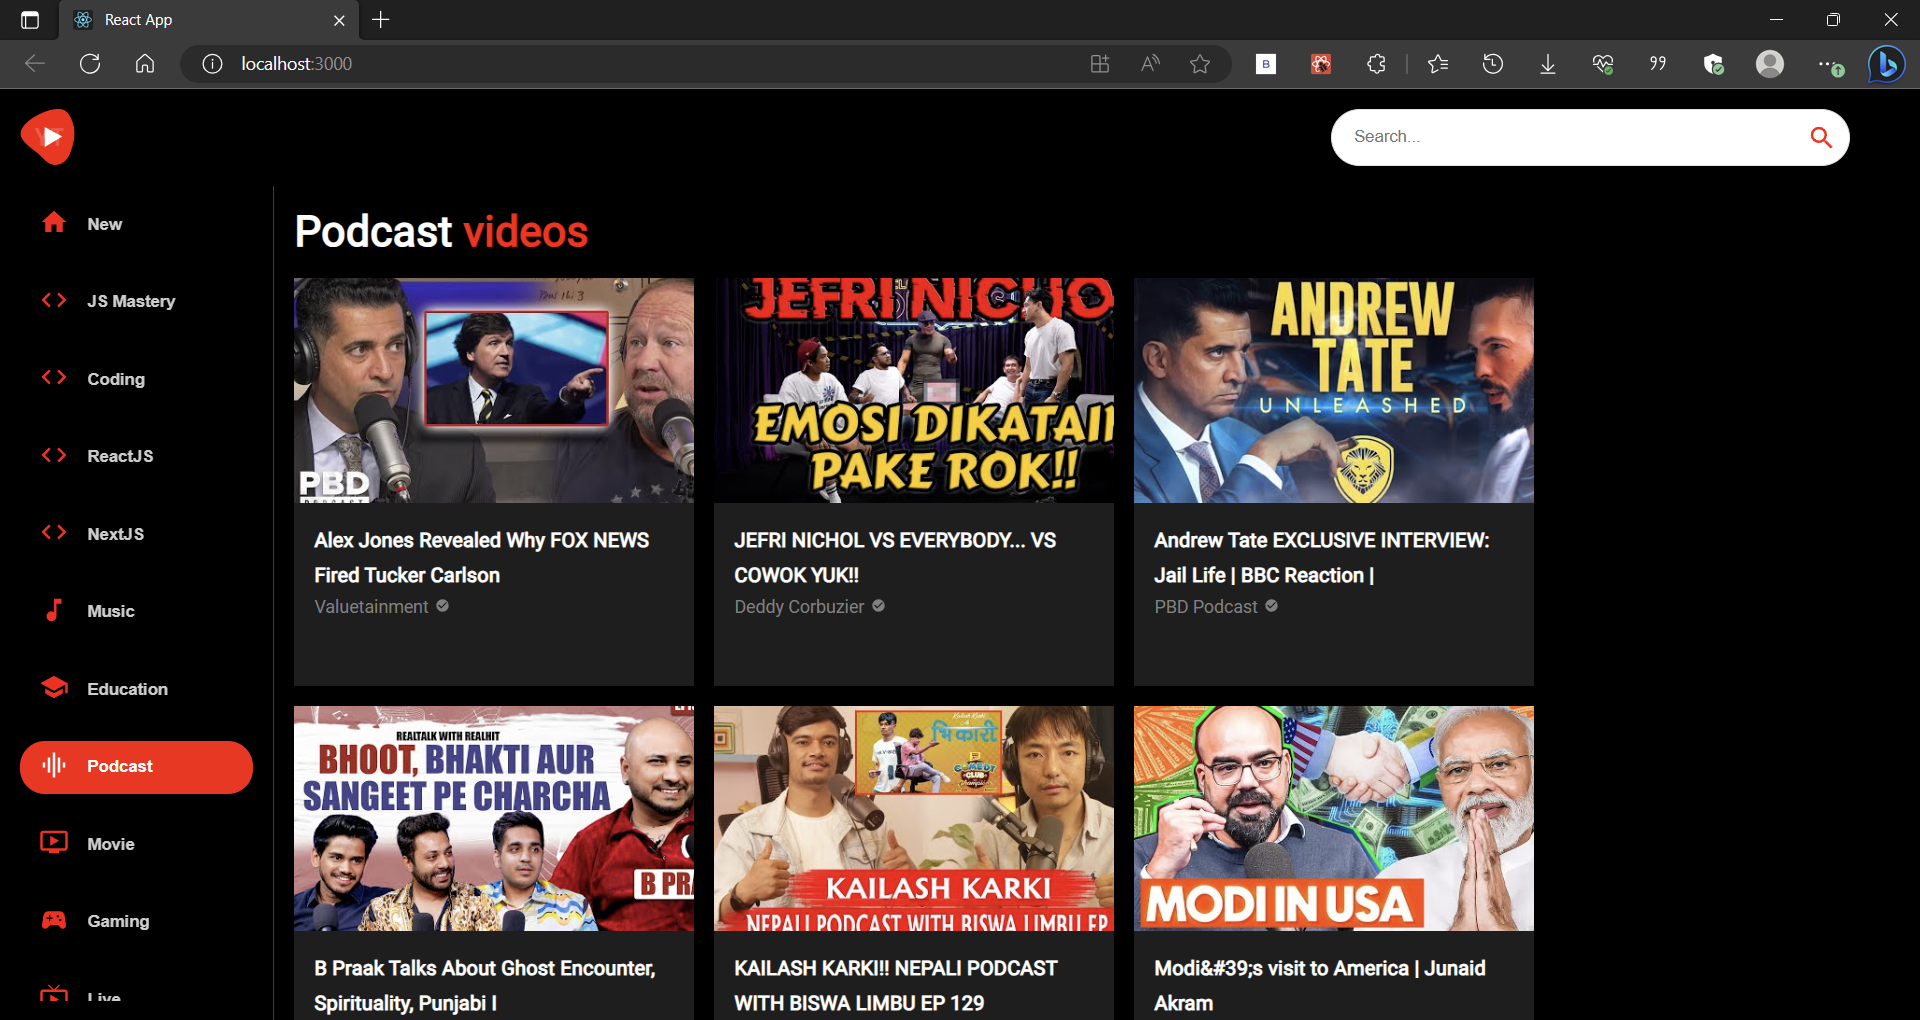 React App
localhost:3000
Search...
New
JS Mastery
Coding
ReactJS
NextJS
Music
Education
Podcast
Movie
Gaming
Live
Podcast videos
PBD
JEFRI NICHO
EMOSI DIKATAI
PAKE ROK!!
ANDREW
TATE
UNLEASHED
Alex Jones Revealed Why FOX NEWS
Fired Tucker Carlson
Valuetainment
JEFRI NICHOL VS EVERYBODY... VS
COWOK YUK!!
Deddy Corbuzier
Andrew Tate EXCLUSIVE INTERVIEW:
Jail Life | BBC Reaction |
PBD Podcast
REALTALK WITH REALHIT
BHOOT, BHAKTI AUR
SANGEET PE CHARCHA
B PR
भिकारी
COMEDY
CLUB
KAILASH KARKI
NEPALI PODCAST WITH BISWA LIMBU EP
MODI IN USA
B Praak Talks About Ghost Encounter,
Spirituality, Punjabi I
KAILASH KARKI!! NEPALI PODCAST
WITH BISWA LIMBU EP 129
Modi&#39;s visit to America | Junaid
Akram